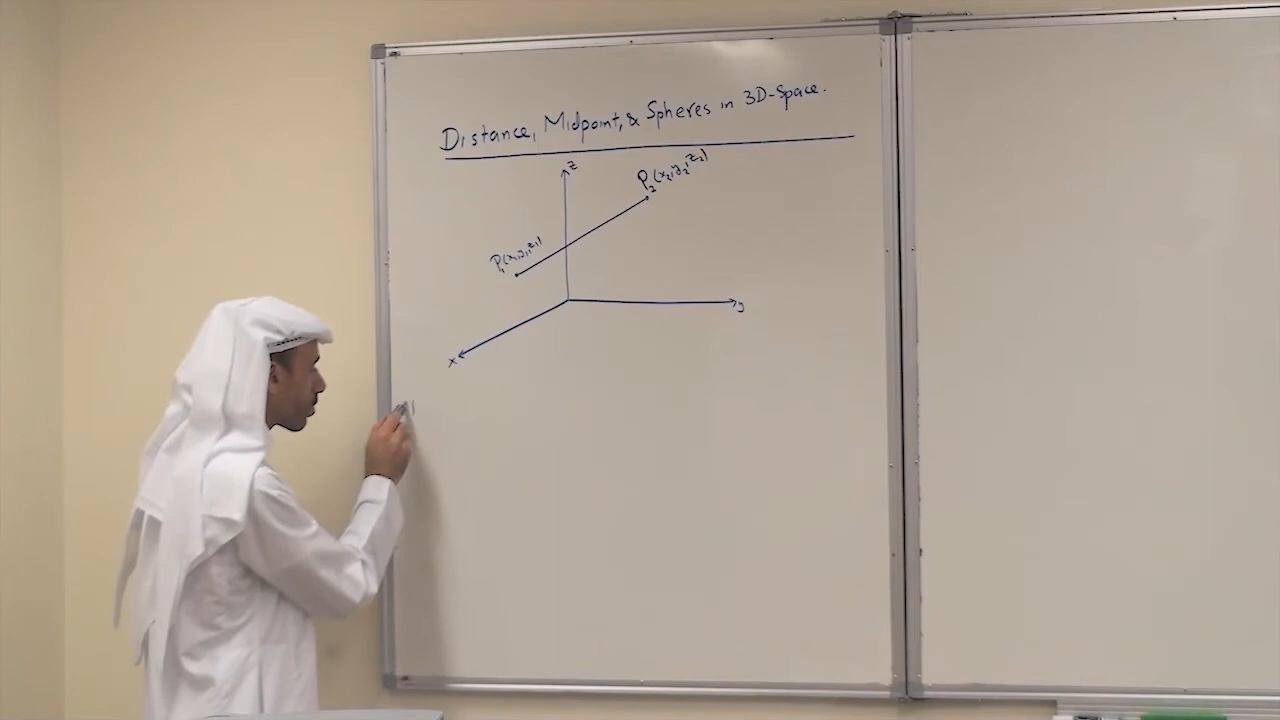 Distance, Midpoint, & Spheres in 3D-Space.
z
P₂(x₂,y₂,z₂)
P₁(x₁,y₁,z₁)
y
x